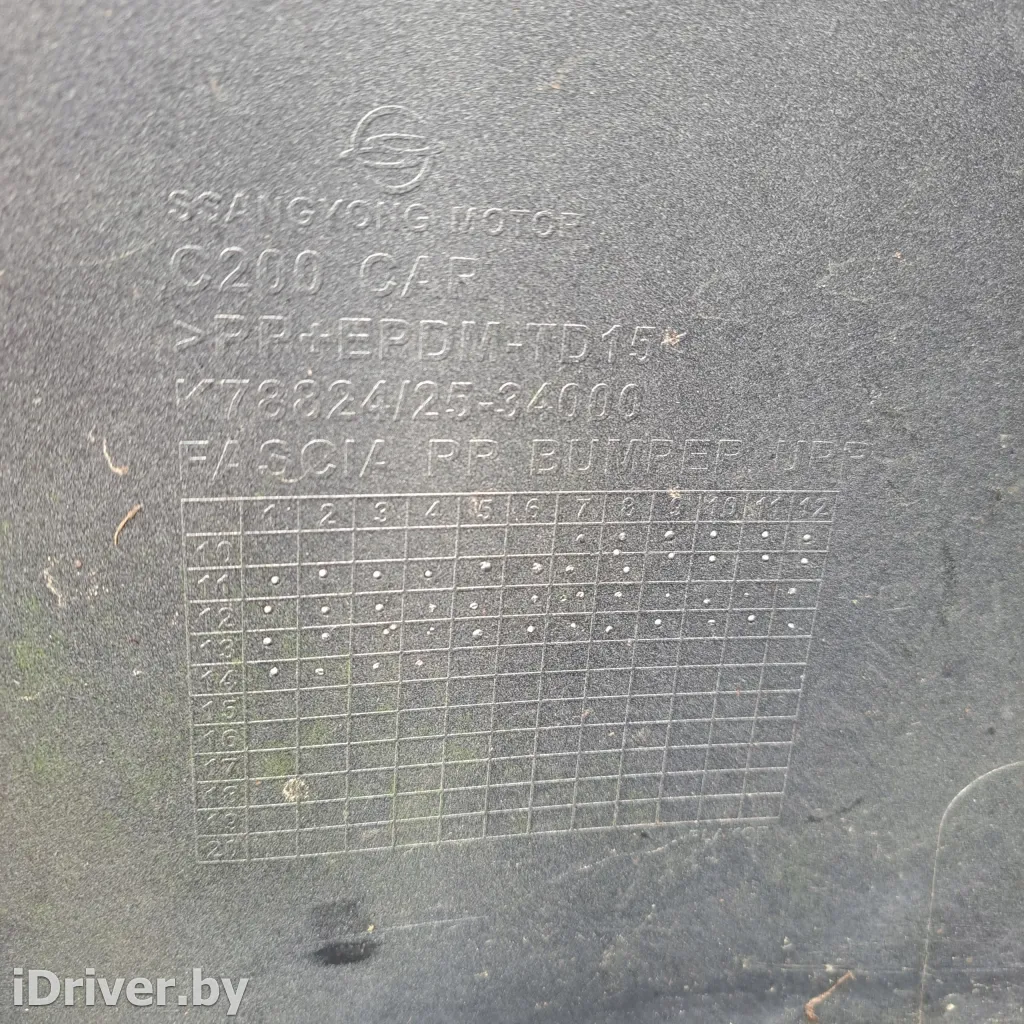 SSANGYONG MOTOR
C200 CAR
>PP+EPDM-TD15<
K78824/25-34000
FASCIA RR BUMPER UPR
1 2 3 4 5 6 7 8 9 10 11 12
10
11
12
13
14
15
16
17
18
19
iDriver.by